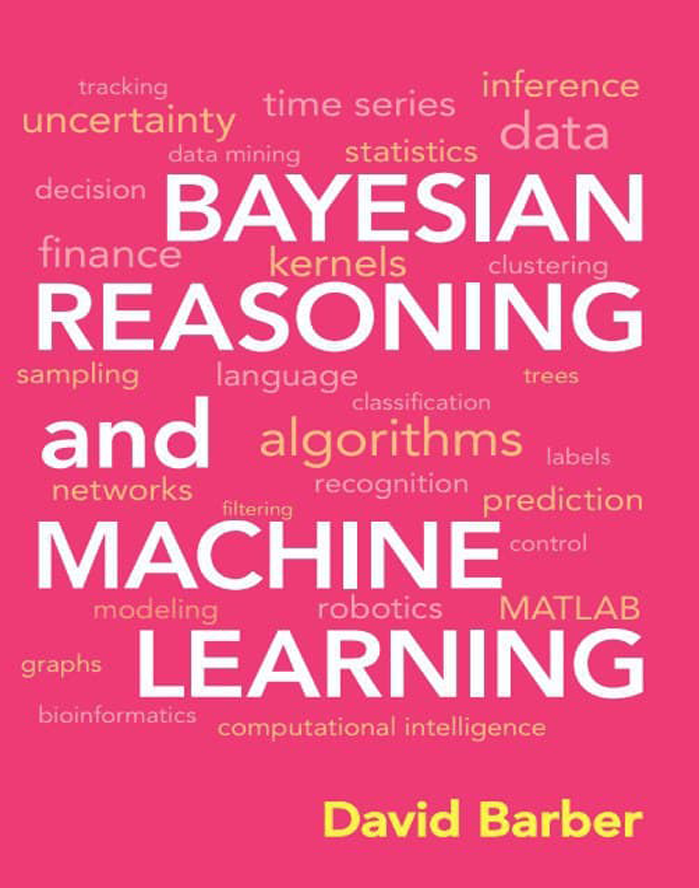 tracking
time series
inference
uncertainty
data
data mining
statistics
decision
BAYESIAN
finance
kernels
clustering
REASONING
sampling
language
trees
classification
and
algorithms
labels
networks
recognition
prediction
filtering
MACHINE
control
modeling
robotics
MATLAB
graphs
LEARNING
bioinformatics
computational intelligence
David Barber